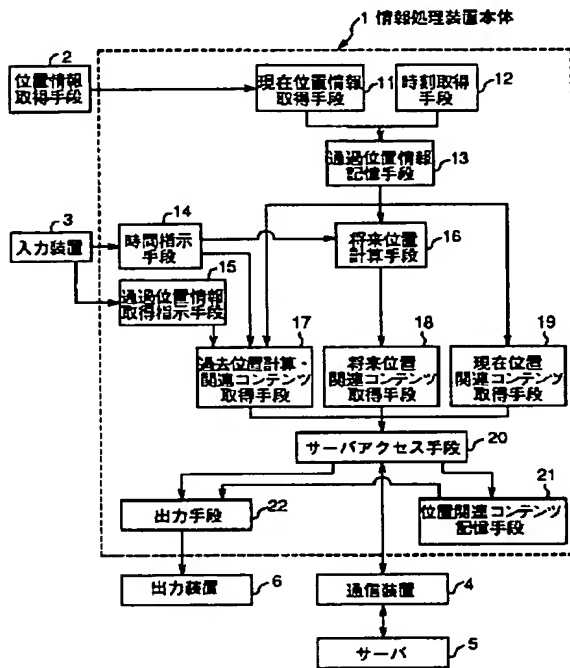 1 情報処理装置本体
2
位置情報
取得手段
現在位置情報
取得手段
11
時刻取得
手段
12
通過位置情報
記憶手段
13
3
入力装置
14
時間指示
手段
将来位置
計算手段
16
15
通過位置情報
取得指示手段
17
過去位置計算・
関連コンテンツ
取得手段
18
将来位置
関連コンテンツ
取得手段
19
現在位置
関連コンテンツ
取得手段
サーバアクセス手段
20
出力手段
22
21
位置関連コンテンツ
記憶手段
出力装置
6
通信装置
4
サーバ
5